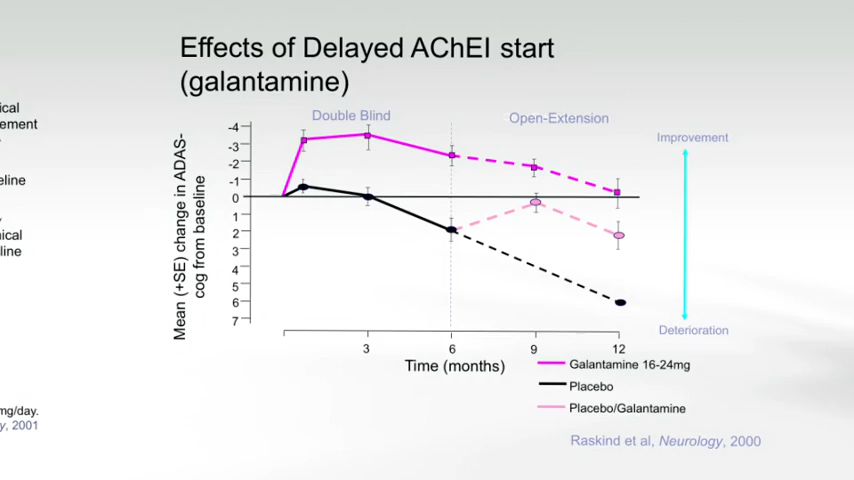 Effects of Delayed AChEI start
(galantamine)
ical
ement
eline
nical
line
mg/day.
y, 2001
Double Blind
Open-Extension
Mean (+SE) change in ADAS-
cog from baseline
-4
-3
-2
-1
0
1
2
3
4
5
6
7
Improvement
Deterioration
3 6 9 12
Time (months)
Galantamine 16-24mg
Placebo
Placebo/Galantamine
Raskind et al, Neurology, 2000